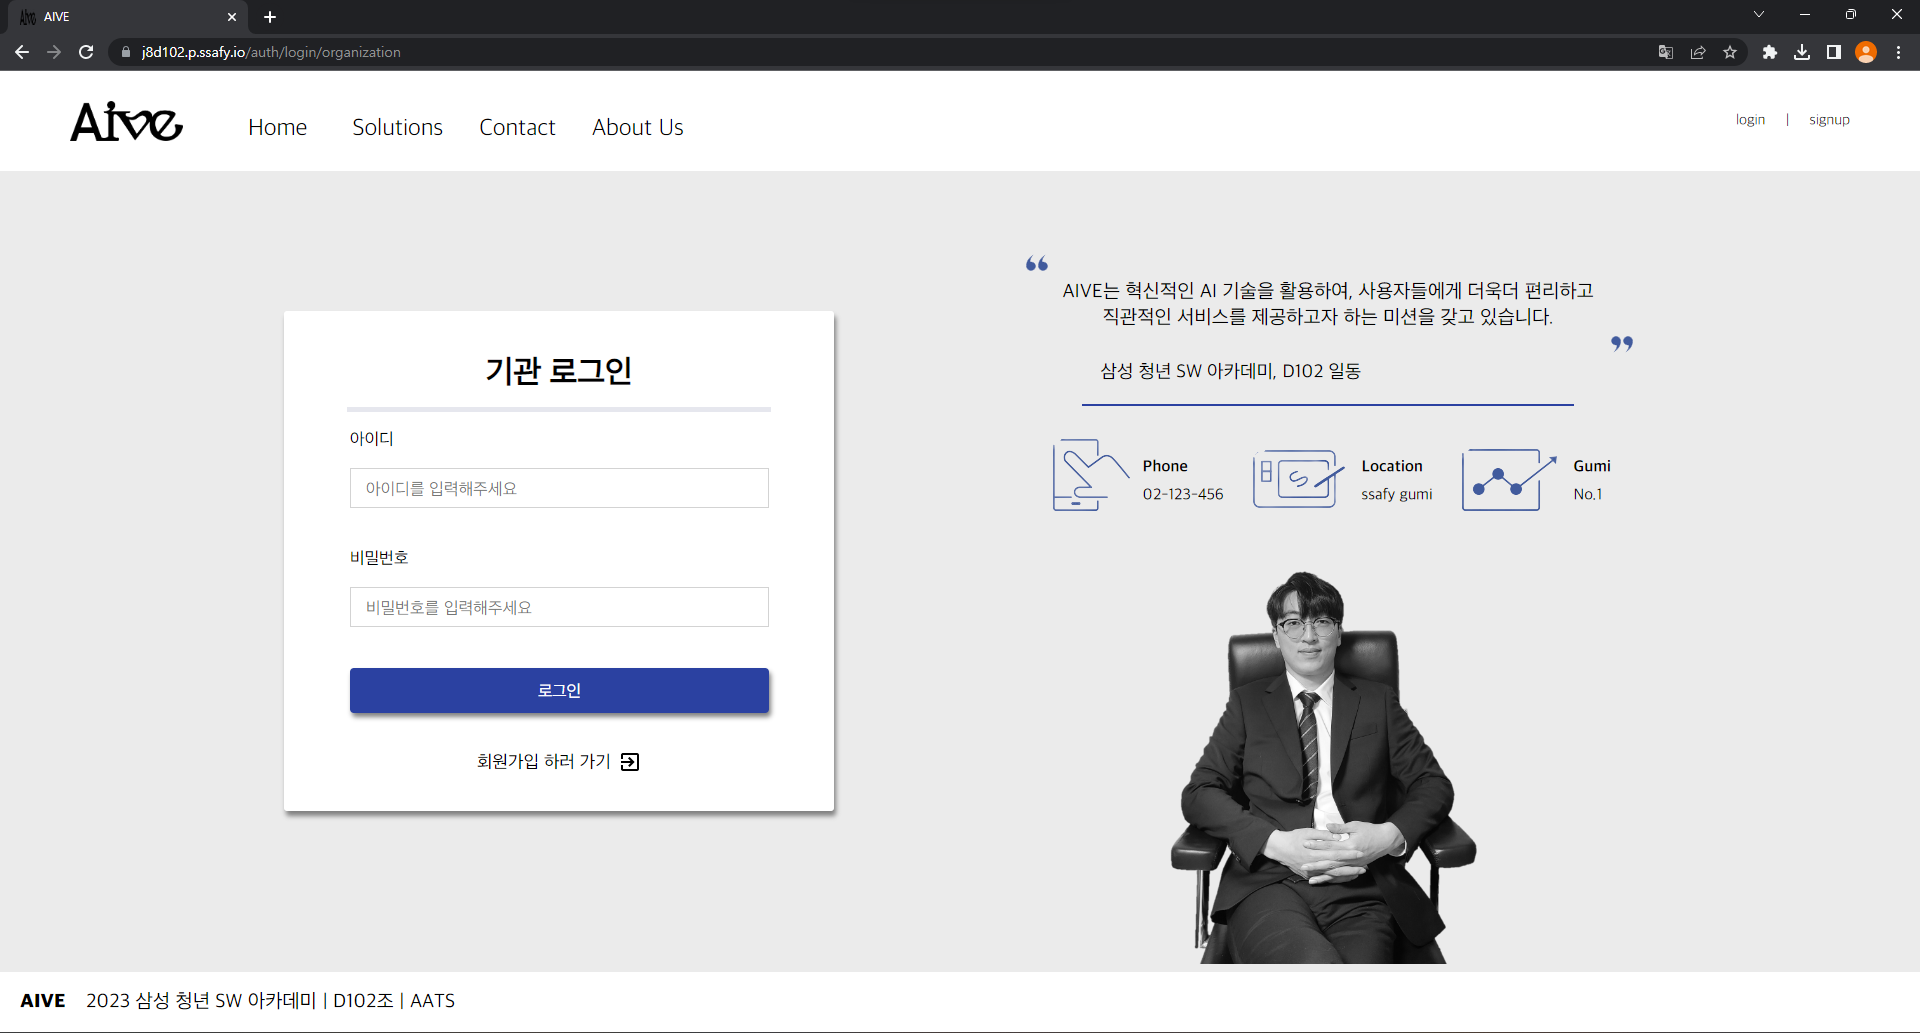 AIVE
j8d102.p.ssafy.io/auth/login/organization
Aive
Home Solutions Contact About Us
login | signup
기관 로그인
아이디
아이디를 입력해주세요
비밀번호
비밀번호를 입력해주세요
로그인
회원가입 하러 가기
“
AIVE는 혁신적인 AI 기술을 활용하여, 사용자들에게 더욱더 편리하고
직관적인 서비스를 제공하고자 하는 미션을 갖고 있습니다.
”
삼성 청년 SW 아카데미, D102 일동
Phone
02-123-456
Location
ssafy gumi
Gumi
No.1
AIVE 2023 삼성 청년 SW 아카데미 | D102조 | AATS